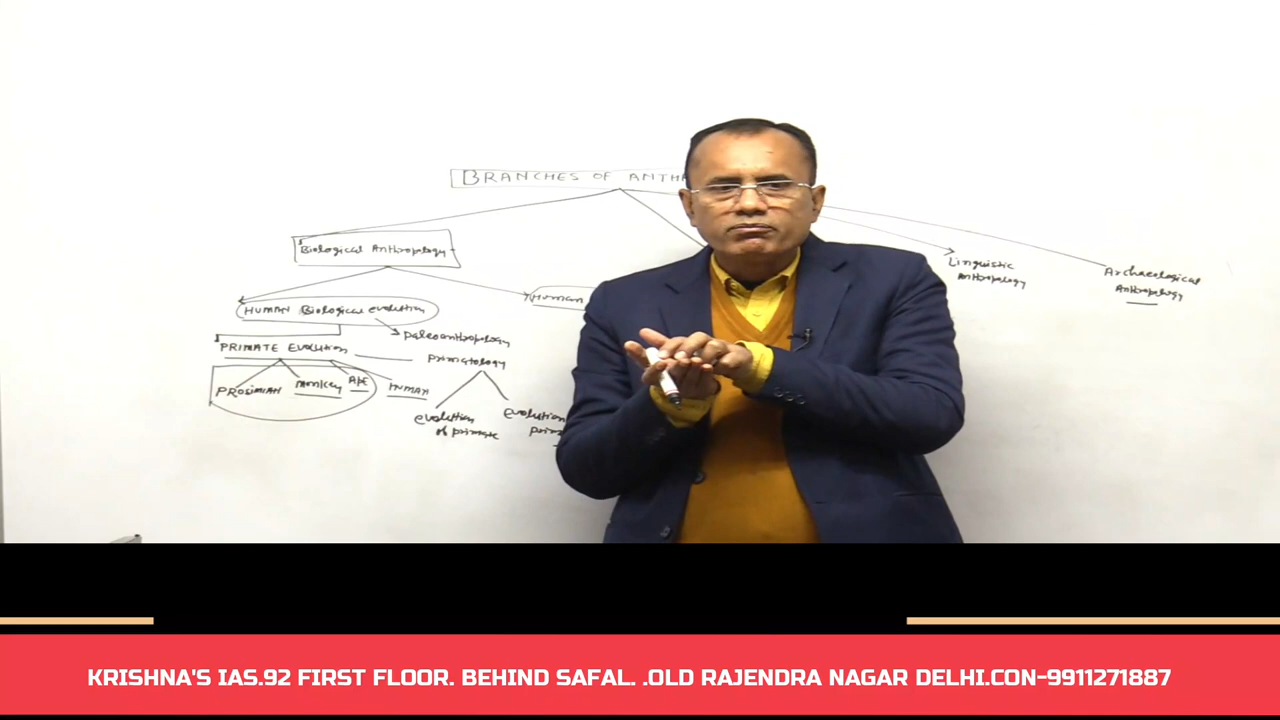 BRANCHES OF ANTH
Biological Anthropology
Linguistic
Anthropology
Archaeological
Anthropology
HUMAN Biological evolution
Human
Paleoanthropology
PRIMATE EVOLUTION
Primatology
PROSIMIAN Monkey APE HUMAN
evolution
of primate
evolution
prim
KRISHNA'S IAS.92 FIRST FLOOR. BEHIND SAFAL. .OLD RAJENDRA NAGAR DELHI.CON-9911271887